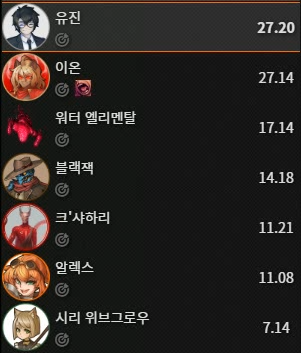 유진
27.20
이온
27.14
워터 엘리멘탈
17.14
블랙잭
14.18
크'샤하리
11.21
알렉스
11.08
시리 위브그로우
7.14